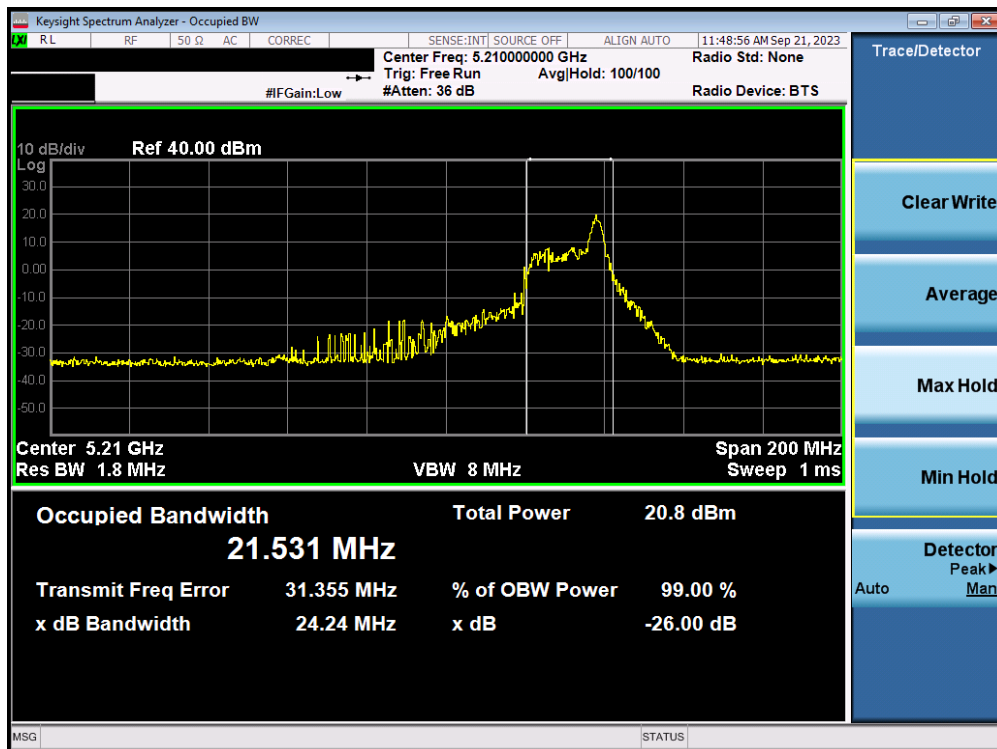 Keysight Spectrum Analyzer - Occupied BW
LXI RL RF 50 Ω AC CORREC SENSE:INT SOURCE OFF ALIGN AUTO 11:48:56 AM Sep 21, 2023
Center Freq: 5.210000000 GHz Radio Std: None
Trig: Free Run Avg|Hold: 100/100
#IFGain:Low #Atten: 36 dB Radio Device: BTS
Trace/Detector
10 dB/div Ref 40.00 dBm
Log
30.0
20.0
10.0
0.00
-10.0
-20.0
-30.0
-40.0
-50.0
Center 5.21 GHz Span 200 MHz
Res BW 1.8 MHz VBW 8 MHz Sweep 1 ms
Occupied Bandwidth Total Power 20.8 dBm
21.531 MHz
Transmit Freq Error 31.355 MHz % of OBW Power 99.00 %
x dB Bandwidth 24.24 MHz x dB -26.00 dB
Clear Write
Average
Max Hold
Min Hold
Detector
Peak▶
Auto Man
MSG STATUS